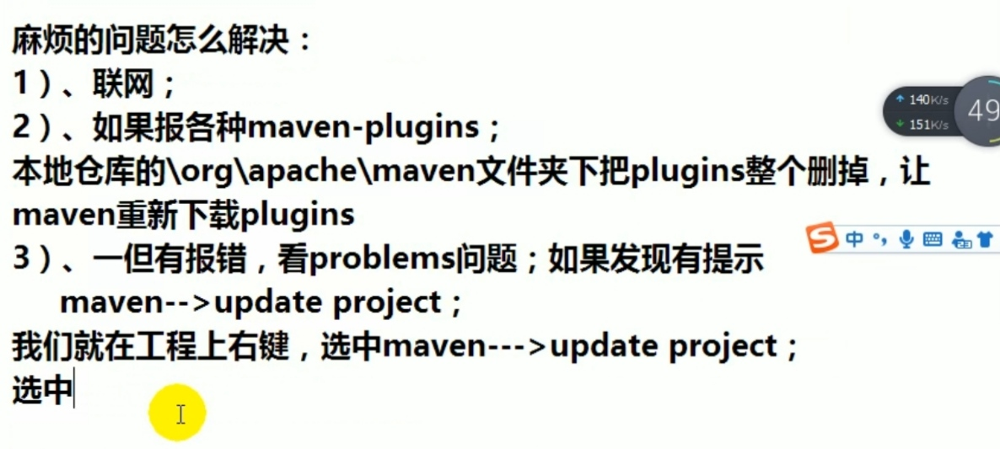 麻烦的问题怎么解决：
1）、联网；
2）、如果报各种maven-plugins；
本地仓库的\org\apache\maven文件夹下把plugins整个删掉，让
maven重新下载plugins
3）、一但有报错，看problems问题；如果发现有提示
maven-->update project；
我们就在工程上右键，选中maven--->update project；
选中
140K/s
151K/s
49
S 中 °,